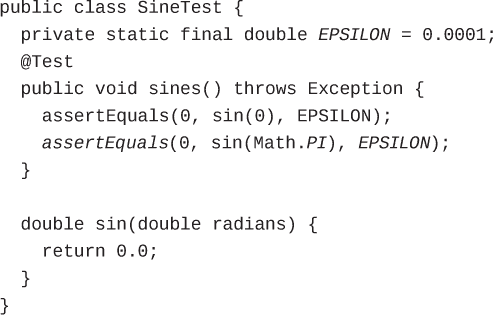 public class SineTest {
  private static final double EPSILON = 0.0001;
  @Test
  public void sines() throws Exception {
    assertEquals(0, sin(0), EPSILON);
    assertEquals(0, sin(Math.PI), EPSILON);
  }

  double sin(double radians) {
    return 0.0;
  }
}